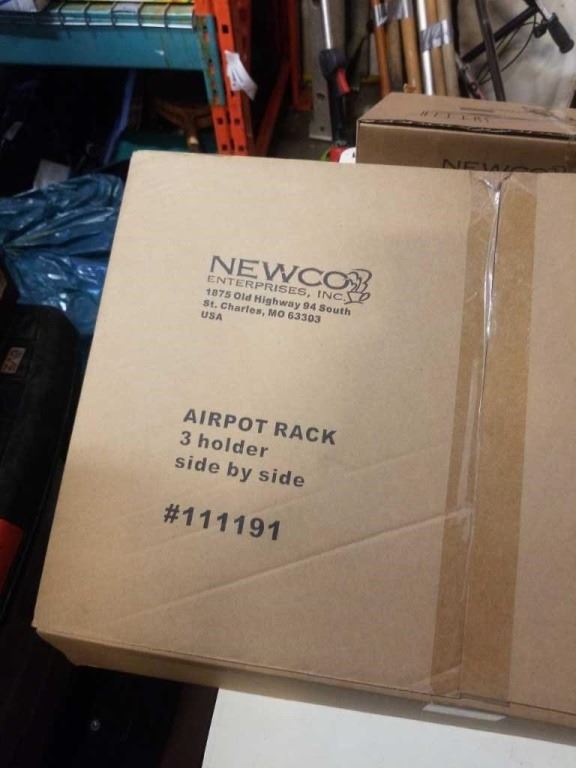 NEWCO
NEWCO
ENTERPRISES, INC.
1875 Old Highway 94 South
St. Charles, MO 63303
USA
AIRPOT RACK
3 holder
side by side
#111191